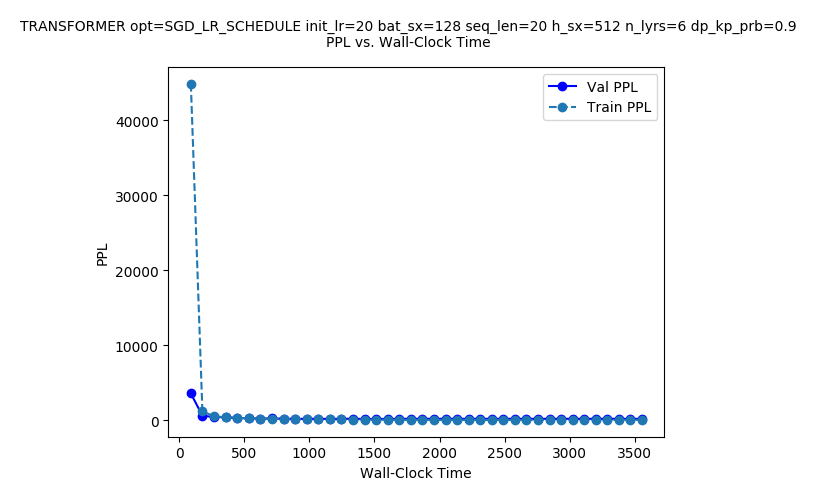 TRANSFORMER opt=SGD_LR_SCHEDULE init_lr=20 bat_sx=128 seq_len=20 h_sx=512 n_lyrs=6 dp_kp_prb=0.9
PPL vs. Wall-Clock Time
Val PPL
Train PPL
40000
30000
20000
10000
0
PPL
0
500
1000
1500
2000
2500
3000
3500
Wall-Clock Time